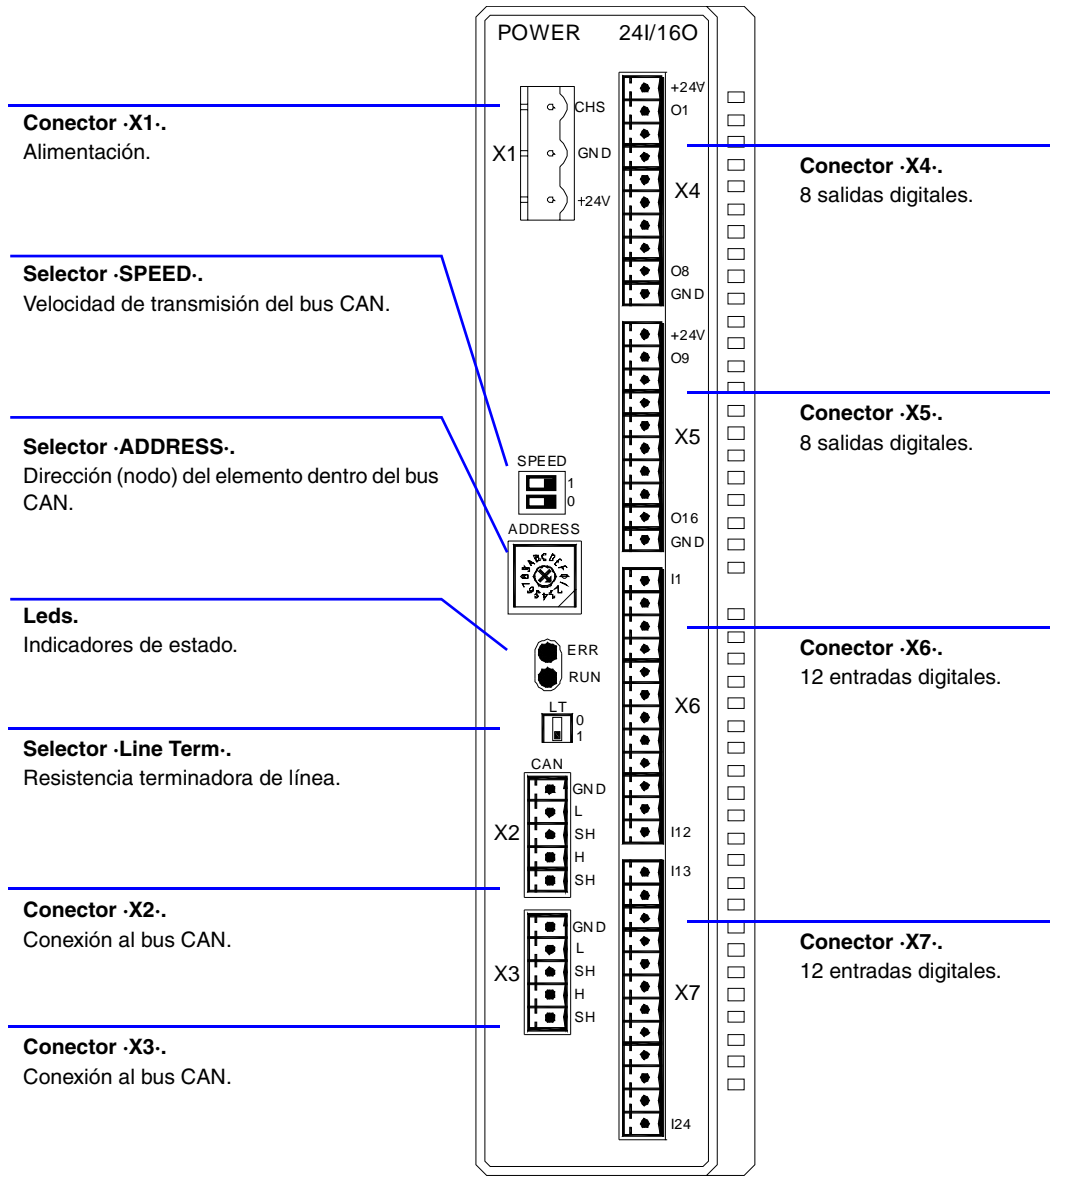 POWER 24I/16O
Conector ·X1·.
Alimentación.
Selector ·SPEED·.
Velocidad de transmisión del bus CAN.
Selector ·ADDRESS·.
Dirección (nodo) del elemento dentro del bus
CAN.
Leds.
Indicadores de estado.
Selector ·Line Term·.
Resistencia terminadora de línea.
Conector ·X2·.
Conexión al bus CAN.
Conector ·X3·.
Conexión al bus CAN.
X1
CHS
GND
+24V
SPEED
1
0
ADDRESS
ERR
RUN
LT
0
1
CAN
X2
GND
L
SH
H
SH
X3
GND
L
SH
H
SH
+24V
O1
X4
O8
GND
+24V
O9
X5
O16
GND
I1
X6
I12
I13
X7
I24
Conector ·X4·.
8 salidas digitales.
Conector ·X5·.
8 salidas digitales.
Conector ·X6·.
12 entradas digitales.
Conector ·X7·.
12 entradas digitales.